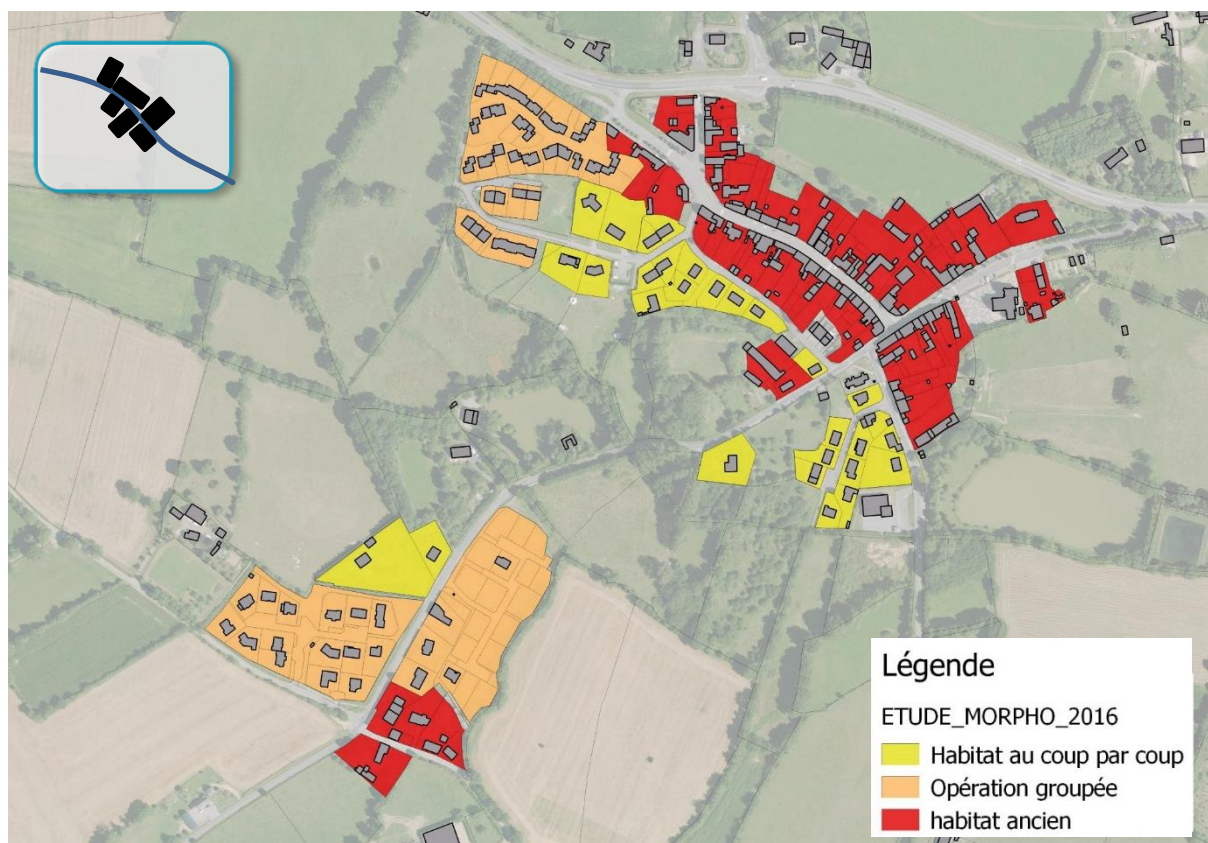 Légende
ETUDE_MORPHO_2016
Habitat au coup par coup
Opération groupée
habitat ancien